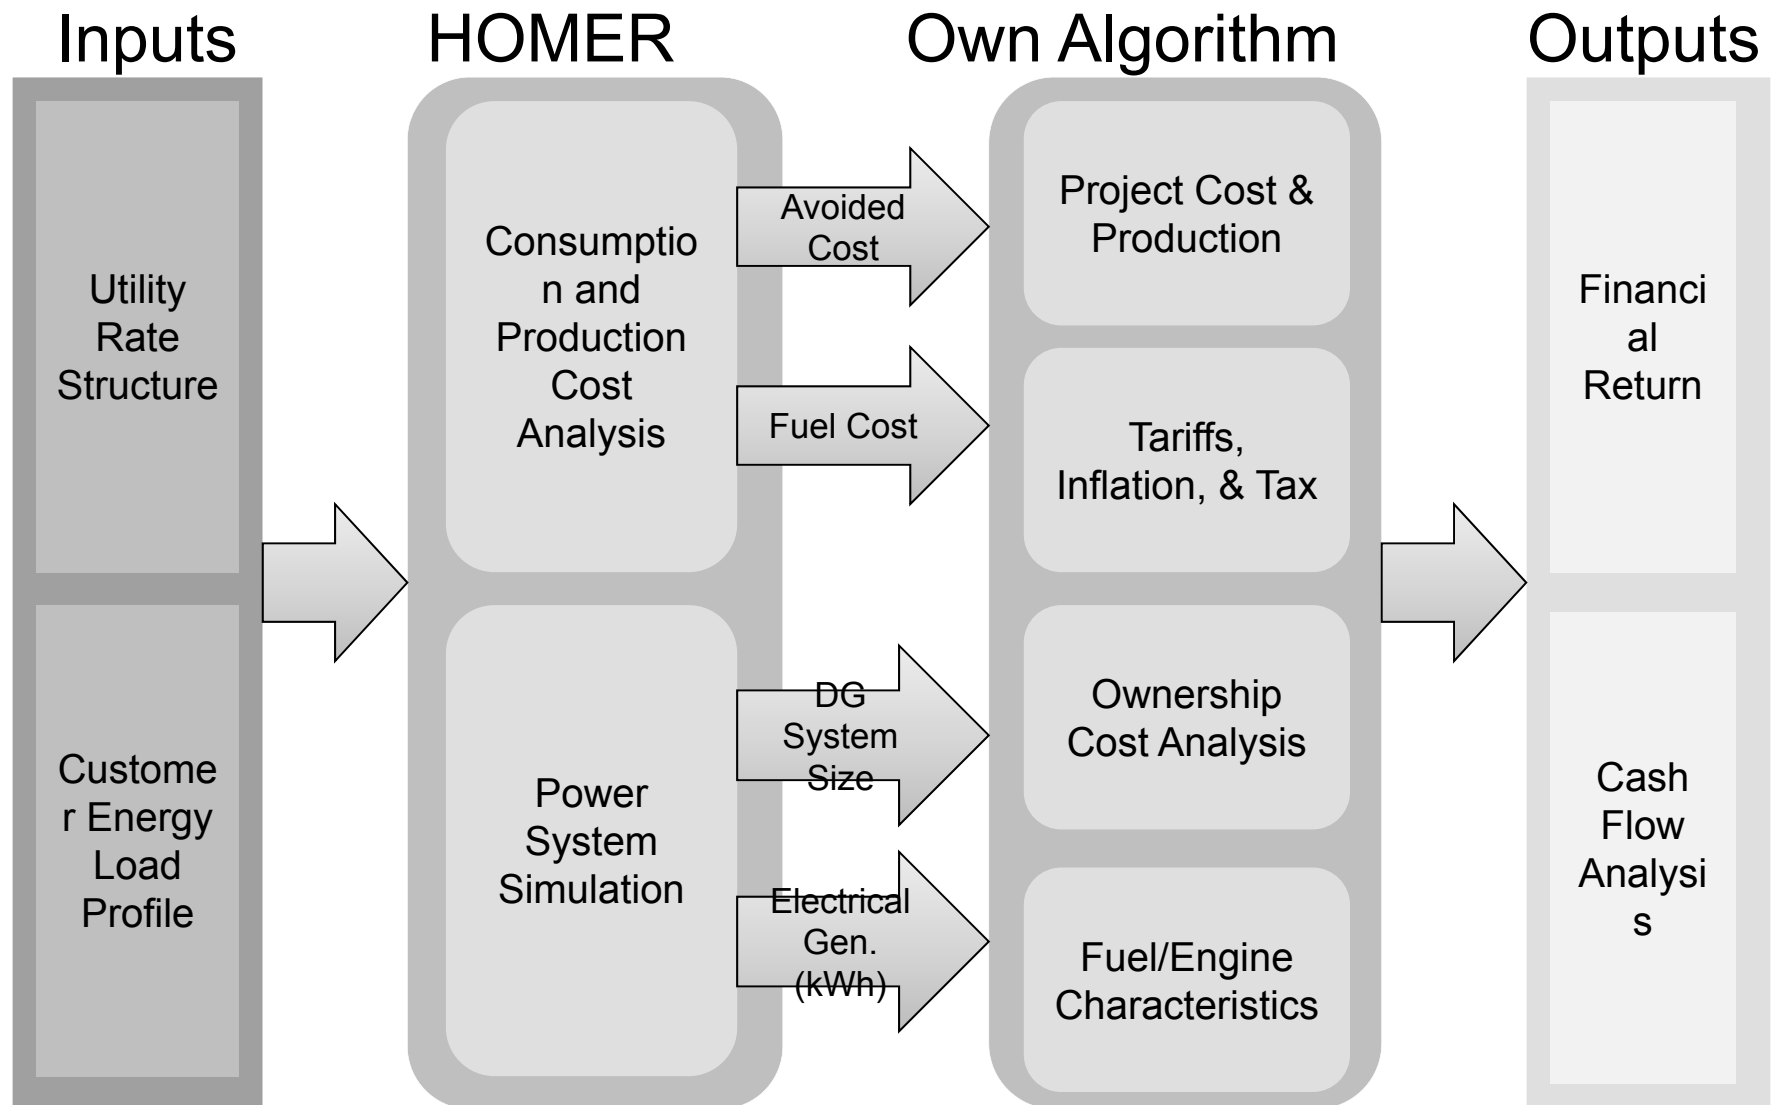 Inputs
HOMER
Own Algorithm
Outputs
Utility
Rate
Structure
Custome
r Energy
Load
Profile
Consumptio
n and
Production
Cost
Analysis
Power
System
Simulation
Avoided
Cost
Fuel Cost
DG
System
Size
Electrical
Gen.
(kWh)
Project Cost &
Production
Tariffs,
Inflation, & Tax
Ownership
Cost Analysis
Fuel/Engine
Characteristics
Financi
al
Return
Cash
Flow
Analysi
s